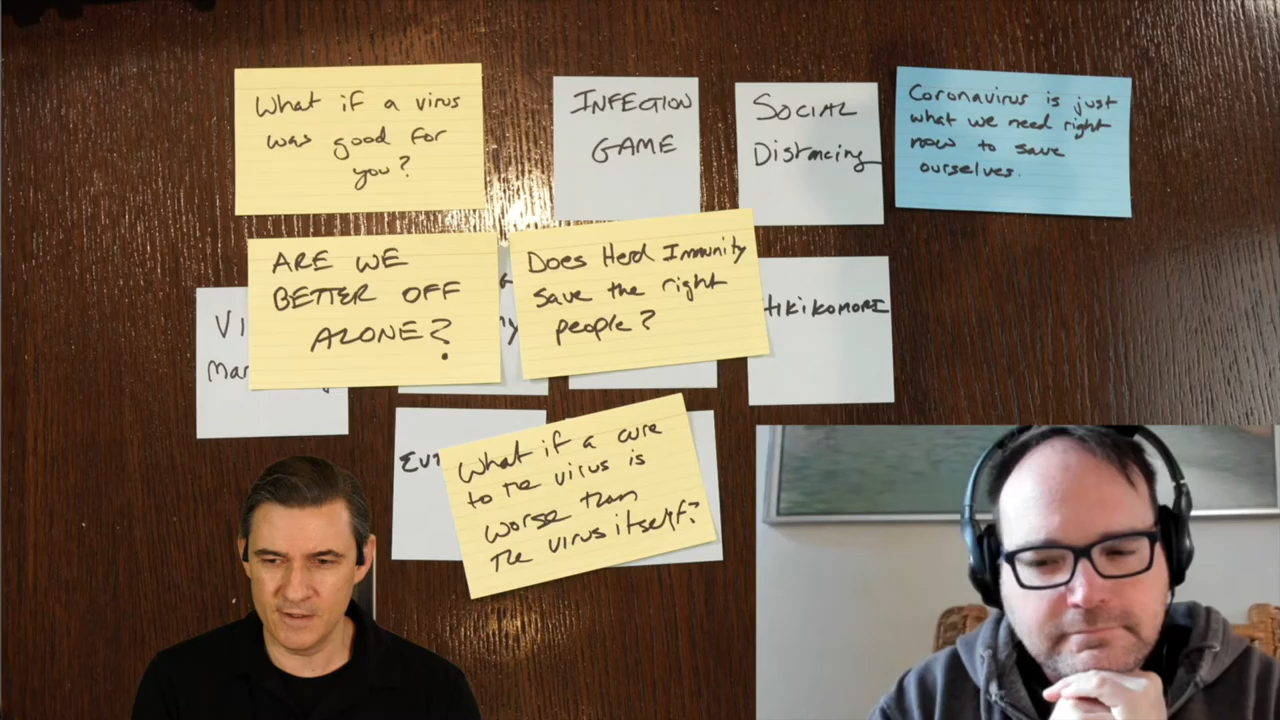 What if a virus
was good for
you?
INFECTION
GAME
SOCIAL
Distancing
Coronavirus is just
what we need right
now to save
ourselves.
ARE WE
BETTER OFF
ALONE?
Does Herd Immunity
save the right
people?
HIKIKOMORI
What if a cure
to the virus is
worse than
the virus itself?